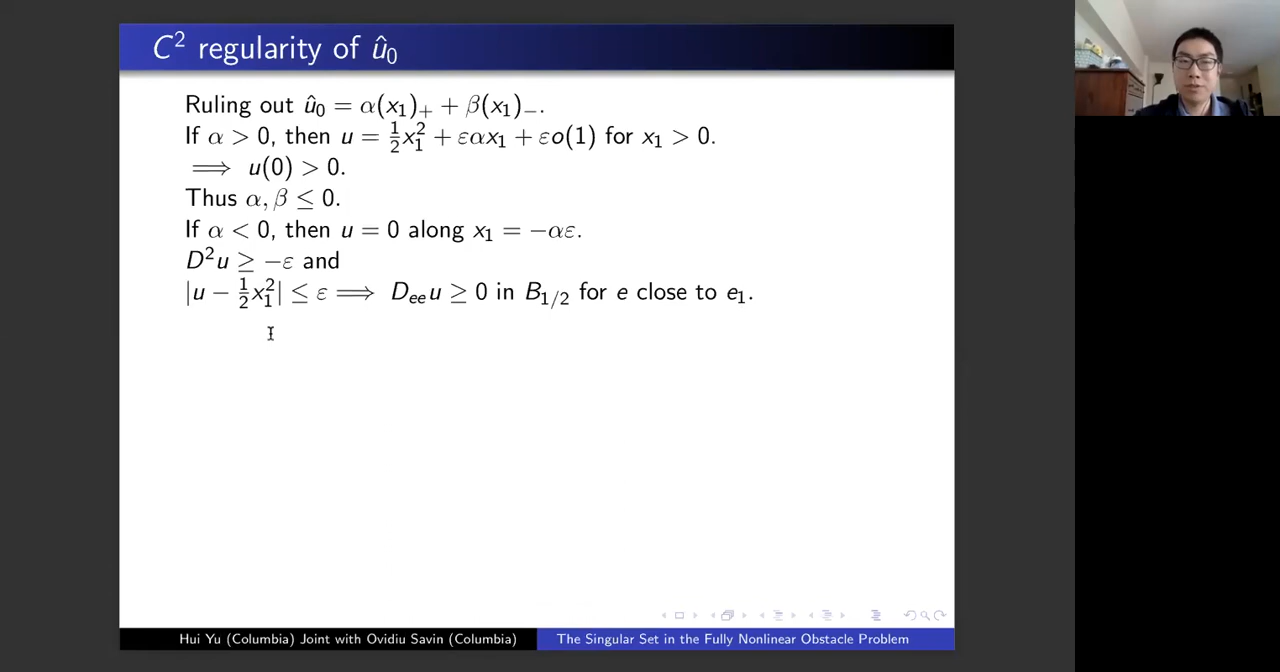 C² regularity of û₀
Ruling out û₀ = α(x₁)₊ + β(x₁)₋.
If α > 0, then u = ½x₁² + εαx₁ + εo(1) for x₁ > 0.
⟹ u(0) > 0.
Thus α, β ≤ 0.
If α < 0, then u = 0 along x₁ = −αε.
D²u ≥ −ε and
|u − ½x₁²| ≤ ε ⟹ Dₑₑu ≥ 0 in B₁/₂ for e close to e₁.
Hui Yu (Columbia) Joint with Ovidiu Savin (Columbia)
The Singular Set in the Fully Nonlinear Obstacle Problem